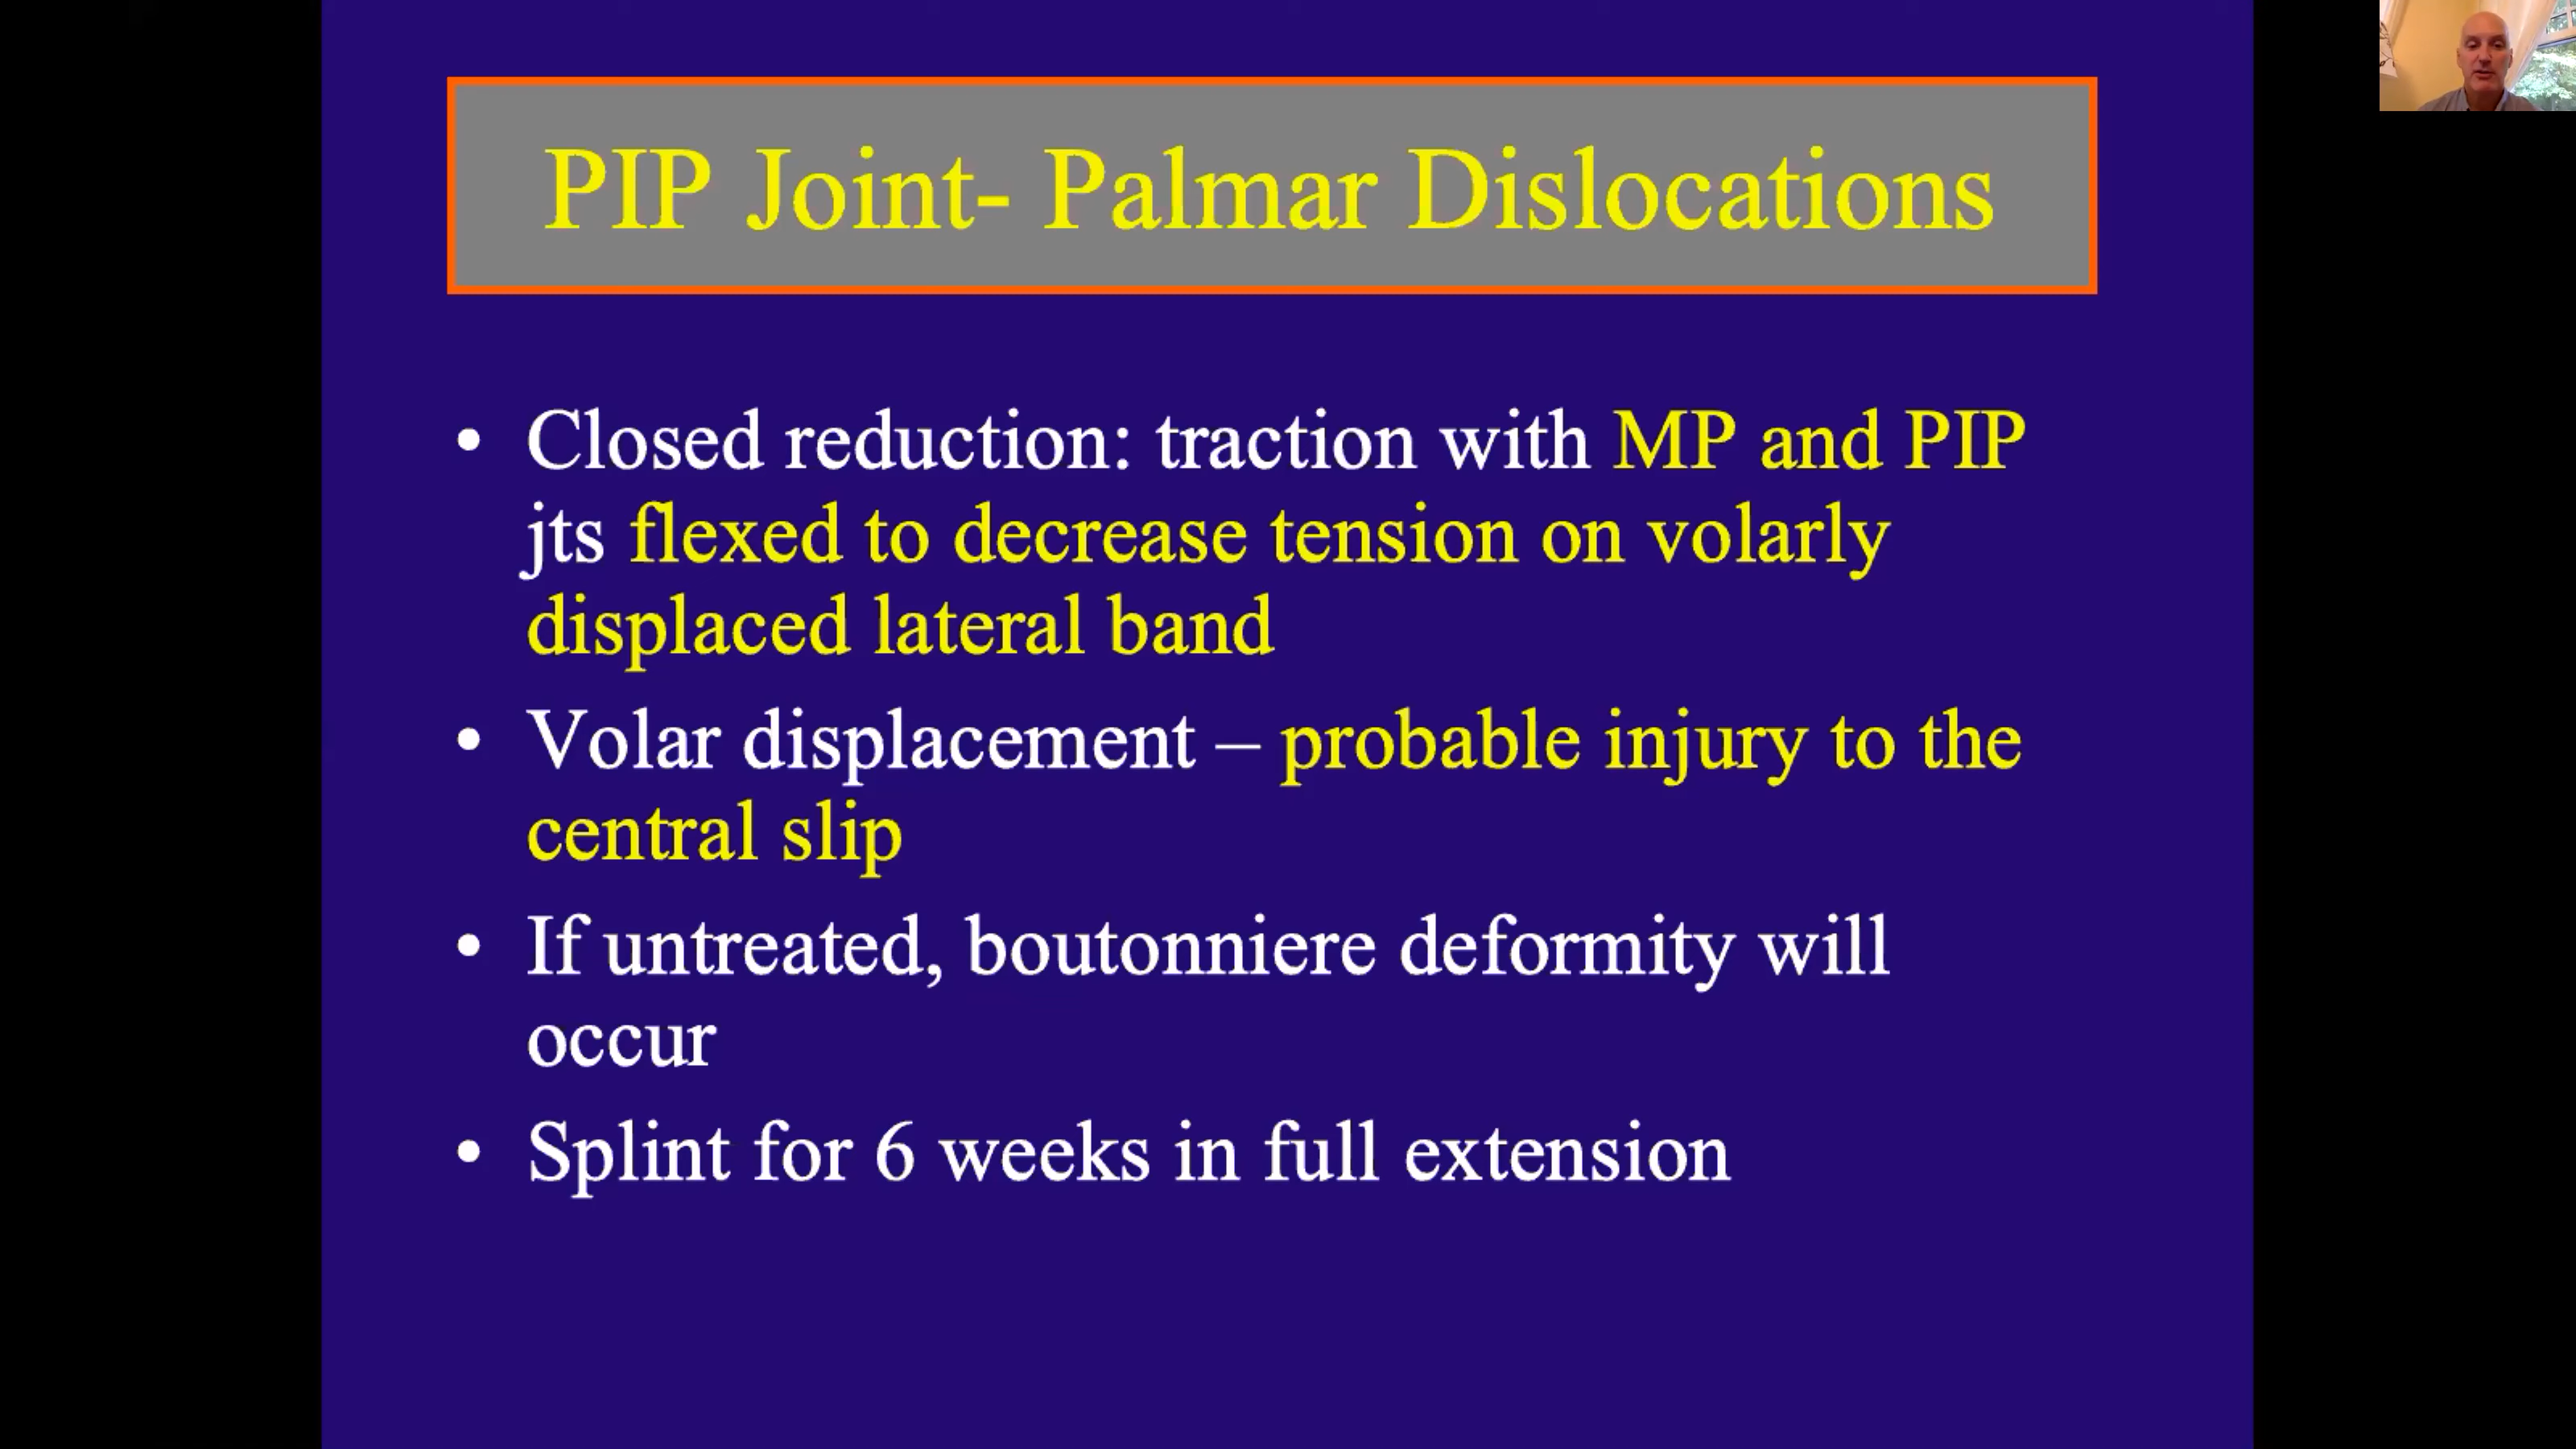 PIP Joint- Palmar Dislocations
• Closed reduction: traction with MP and PIP
jts flexed to decrease tension on volarly
displaced lateral band
• Volar displacement – probable injury to the
central slip
• If untreated, boutonniere deformity will
occur
• Splint for 6 weeks in full extension